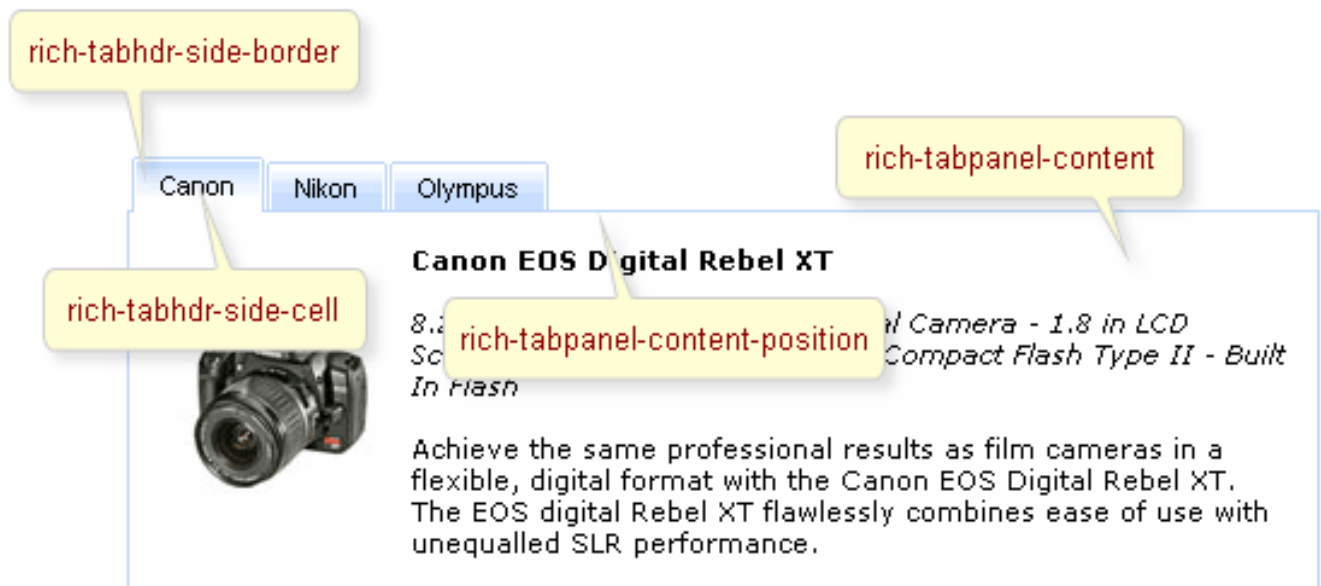 rich-tabhdr-side-border
rich-tabpanel-content
Canon Nikon Olympus
Canon EOS Digital Rebel XT
rich-tabhdr-side-cell
rich-tabpanel-content-position
Camera - 1.8 in LCD
Compact Flash Type II - Built
In Flash
Achieve the same professional results as film cameras in a
flexible, digital format with the Canon EOS Digital Rebel XT.
The EOS digital Rebel XT flawlessly combines ease of use with
unequalled SLR performance.